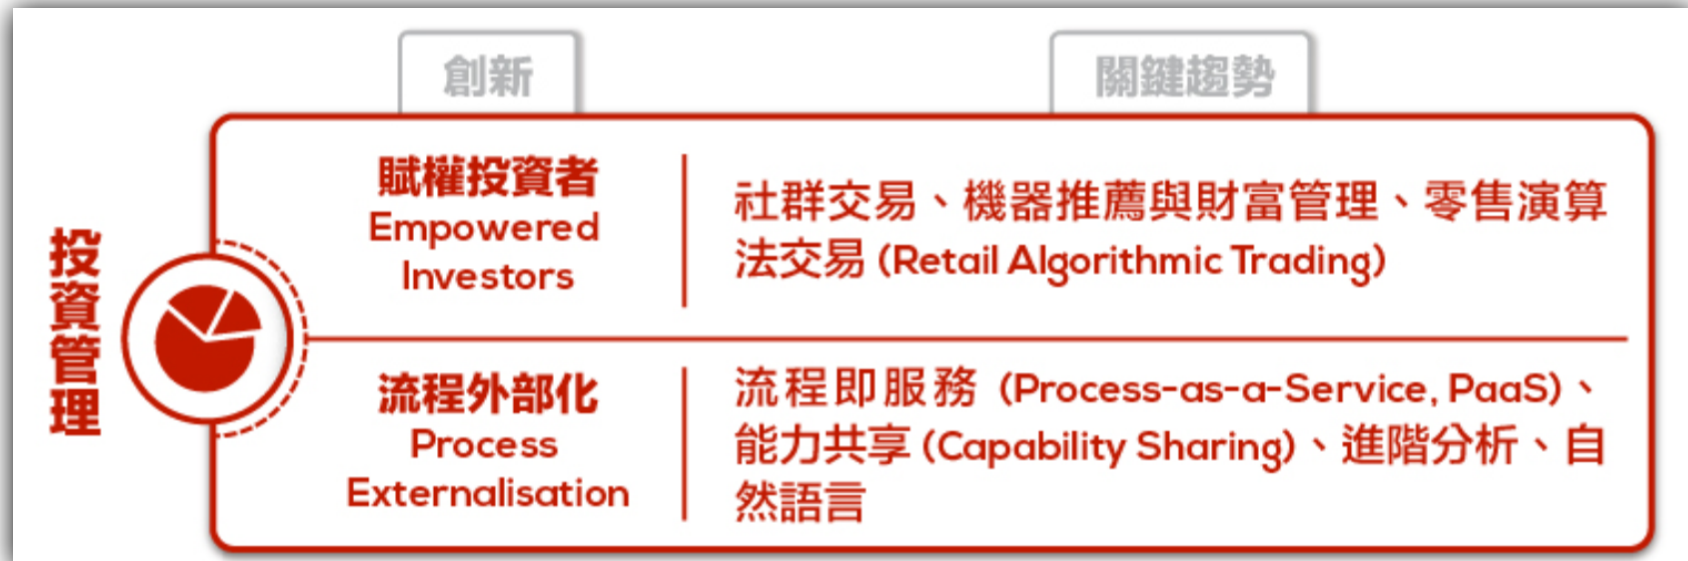 創新
關鍵趨勢
投資管理
賦權投資者
Empowered
Investors
社群交易、機器推薦與財富管理、零售演算
法交易 (Retail Algorithmic Trading)
流程外部化
Process
Externalisation
流程即服務 (Process-as-a-Service, PaaS)、
能力共享 (Capability Sharing)、進階分析、自
然語言